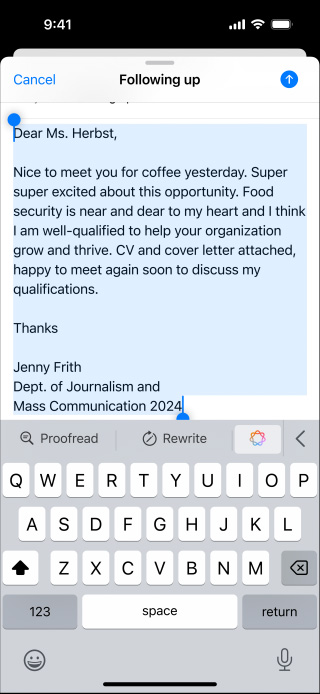 9:41
Cancel
Following up
Dear Ms. Herbst,
Nice to meet you for coffee yesterday. Super
super excited about this opportunity. Food
security is near and dear to my heart and I think
I am well-qualified to help your organization
grow and thrive. CV and cover letter attached,
happy to meet again soon to discuss my
qualifications.
Thanks
Jenny Frith
Dept. of Journalism and
Mass Communication 2024
Proofread
Rewrite
Q W E R T Y U I O P
A S D F G H J K L
Z X C V B N M
123
space
return